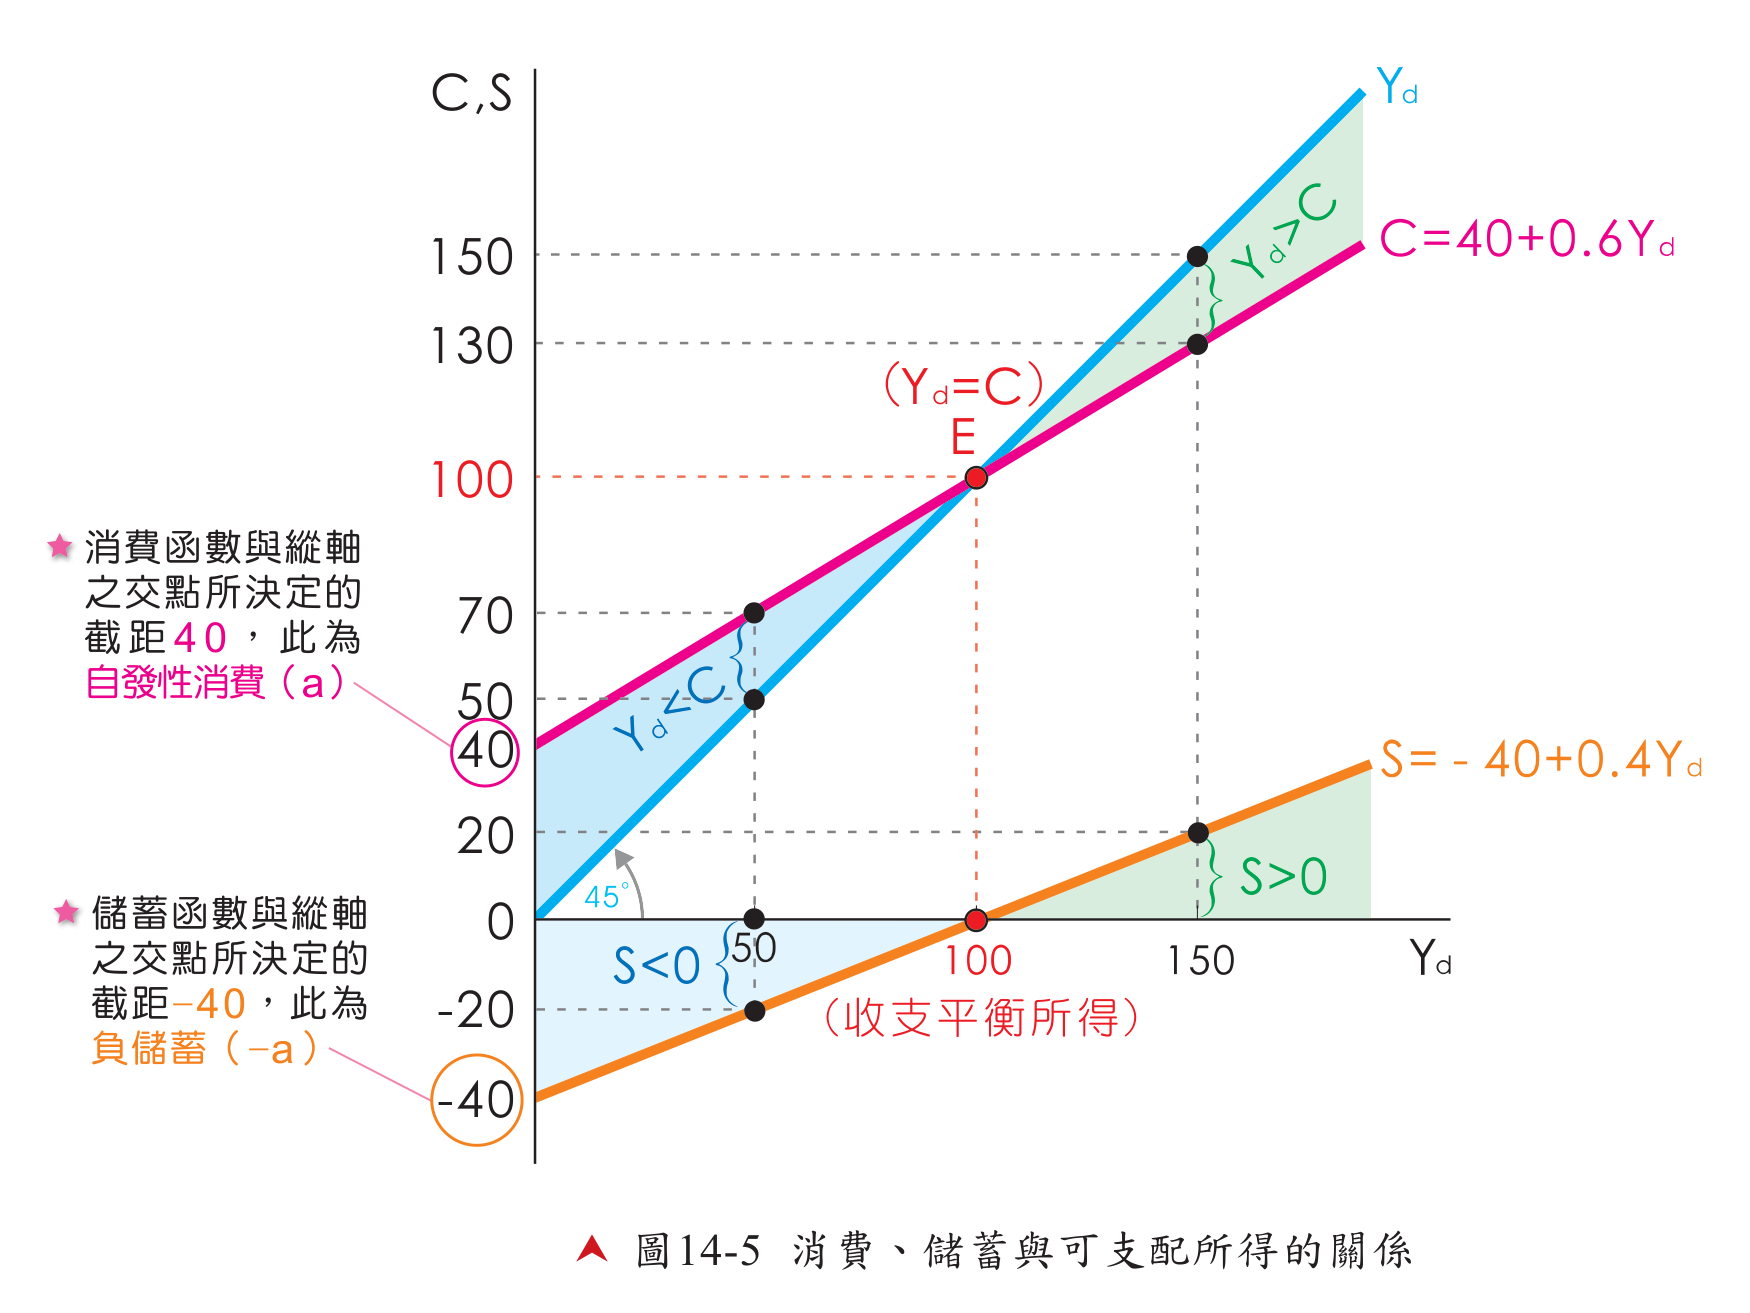 C,S
Yd
Yd>C
C=40+0.6Yd
150
130
（Yd=C）
E
100
★ 消費函數與縱軸
之交點所決定的
截距40，此為
自發性消費（a）
70
50
40
Yd<C
S= - 40+0.4Yd
20
45°
S>0
★ 儲蓄函數與縱軸
之交點所決定的
截距−40，此為
負儲蓄（−a）
0
S<0
50
100
150
Yd
（收支平衡所得）
-20
-40
圖14-5 消費、儲蓄與可支配所得的關係